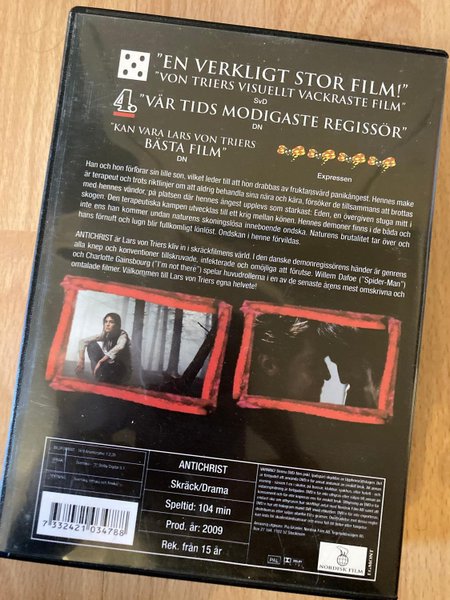 "EN VERKLIGT STOR FILM!"
"VON TRIERS VISUELLT VACKRASTE FILM"
SvD
4. "VÅR TIDS MODIGASTE REGISSÖR"
DN
"KAN VARA LARS VON TRIERS
BÄSTA FILM"
DN
Expressen
Han och hon förlorar sin lille son, vilket leder till att hon drabbas av fruktansvärd panikångest. Hennes make
är terapeut och trots riktlinjer om att aldrig behandla sina nära och kära, försöker de tillsammans att brottas
med hennes våndor, på platsen där hennes ångest upplevs som starkast: Eden, en övergiven stuga mitt i
skogen. Den terapeutiska kampen utvecklas till ett krig mellan könen. Hennes demoner finns i de båda och
inte ens han kommer undan naturens skoningslösa inneboende ondska. Naturens brutalitet tar över och
hans förnuft och lugn blir fullkomligt lönlöst. Ondskan i henne förvildas.
ANTICHRIST är Lars von Triers kliv in i skräckfilmens värld. I den danske demonregissörens händer är genrens
alla knep och konventioner tillskruvade, infekterade och omöjliga att förutse. Willem Dafoe ("Spider-Man")
och Charlotte Gainsbourg ("I'm not there") spelar huvudrollerna i en av de senaste årens mest omskrivna och
omtalade filmer. Välkommen till Lars von Triers egna helvete!
ANTICHRIST
Skräck/Drama
Speltid: 104 min
Prod. år: 2009
Rek. från 15 år
7332421034788
PAL
NORDISK FILM
EGMONT